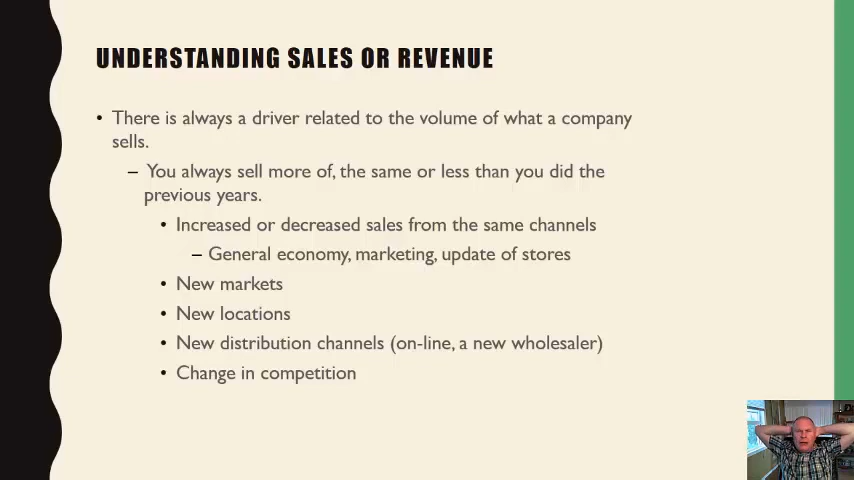 UNDERSTANDING SALES OR REVENUE
• There is always a driver related to the volume of what a company
sells.
– You always sell more of, the same or less than you did the
previous years.
• Increased or decreased sales from the same channels
– General economy, marketing, update of stores
• New markets
• New locations
• New distribution channels (on-line, a new wholesaler)
• Change in competition